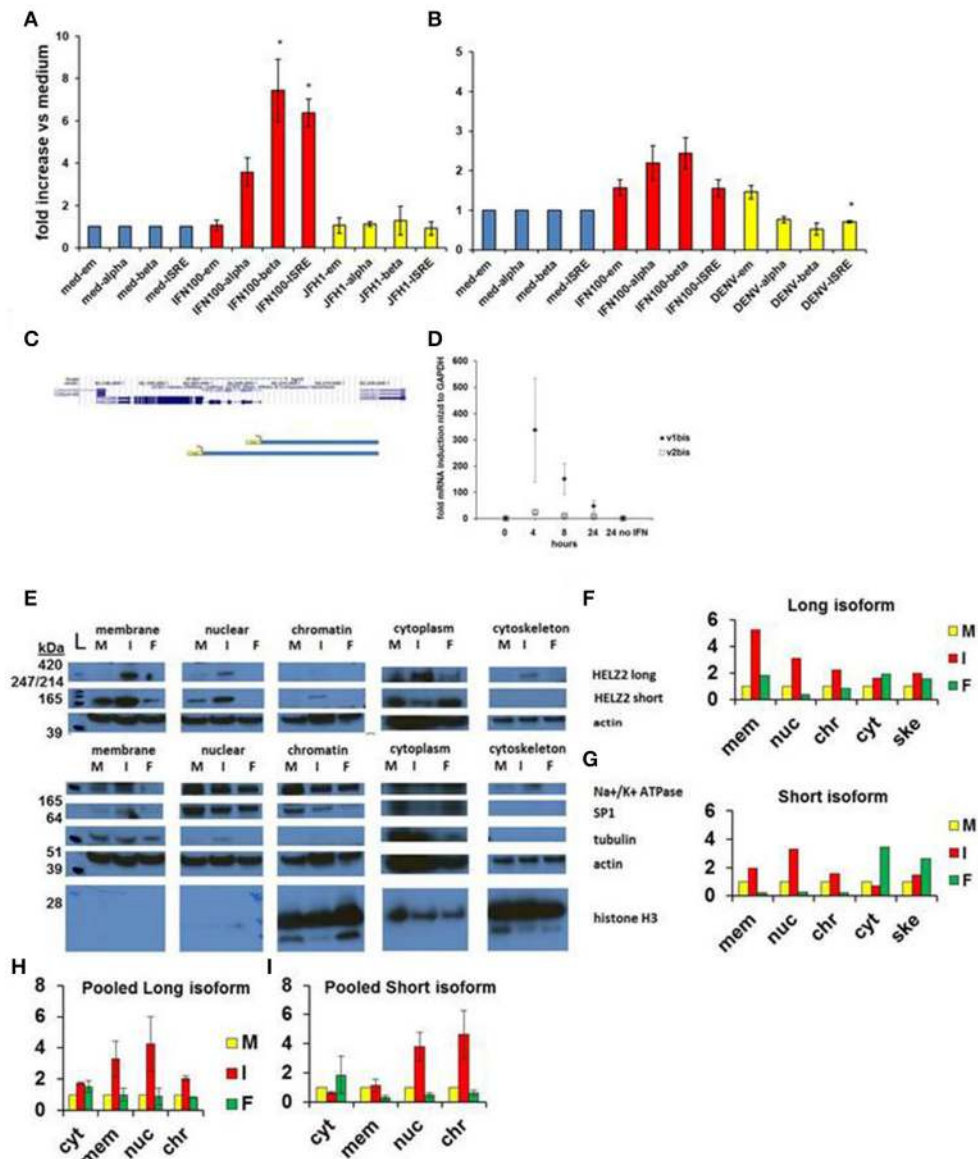 A
fold increase vs medium
12
10
8
6
4
2
0
*
*
med-em
med-alpha
med-beta
med-ISRE
IFN100-em
IFN100-alpha
IFN100-beta
IFN100-ISRE
JFH1-em
JFH1-alpha
JFH1-beta
JFH1-ISRE
B
5
4
3
2
1
0
*
med-em
med-alpha
med-beta
med-ISRE
IFN100-em
IFN100-alpha
IFN100-beta
IFN100-ISRE
DENV-em
DENV-alpha
DENV-beta
DENV-ISRE
C
D
fold mRNA induction nlzd to GAPDH
600
500
400
300
200
100
0
0 4 8 24 24 no IFN
hours
v1bis
v2bis
E
membrane nuclear chromatin cytoplasm cytoskeleton
kDa L M I F M I F M I F M I F M I F
420
247/214 HELZ2 long
165 HELZ2 short
39 actin
membrane nuclear chromatin cytoplasm cytoskeleton
M I F M I F M I F M I F M I F
165 Na+/K+ ATPase
64 SP1
tubulin
51
39 actin
28
histone H3
F
Long isoform
6
4
2
0
mem nuc chr cyt ske
M
I
F
G
Short isoform
6
4
2
0
mem nuc chr cyt ske
M
I
F
H
Pooled Long isoform
8
6
4
2
0
cyt mem nuc chr
M
I
F
I
Pooled Short isoform
8
6
4
2
0
cyt mem nuc chr
M
I
F